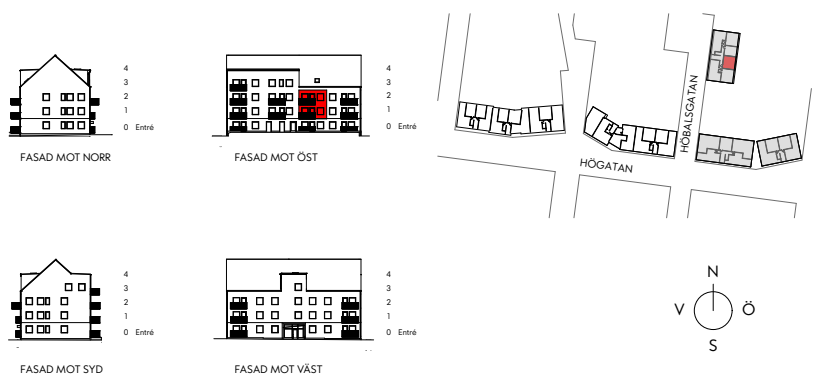 4
3
2
1
0 Entré
FASAD MOT NORR
4
3
2
1
0 Entré
FASAD MOT ÖST
HÖBALSGATAN
HÖGATAN
4
3
2
1
0 Entré
FASAD MOT SYD
4
3
2
1
0 Entré
FASAD MOT VÄST
N
V Ö
S